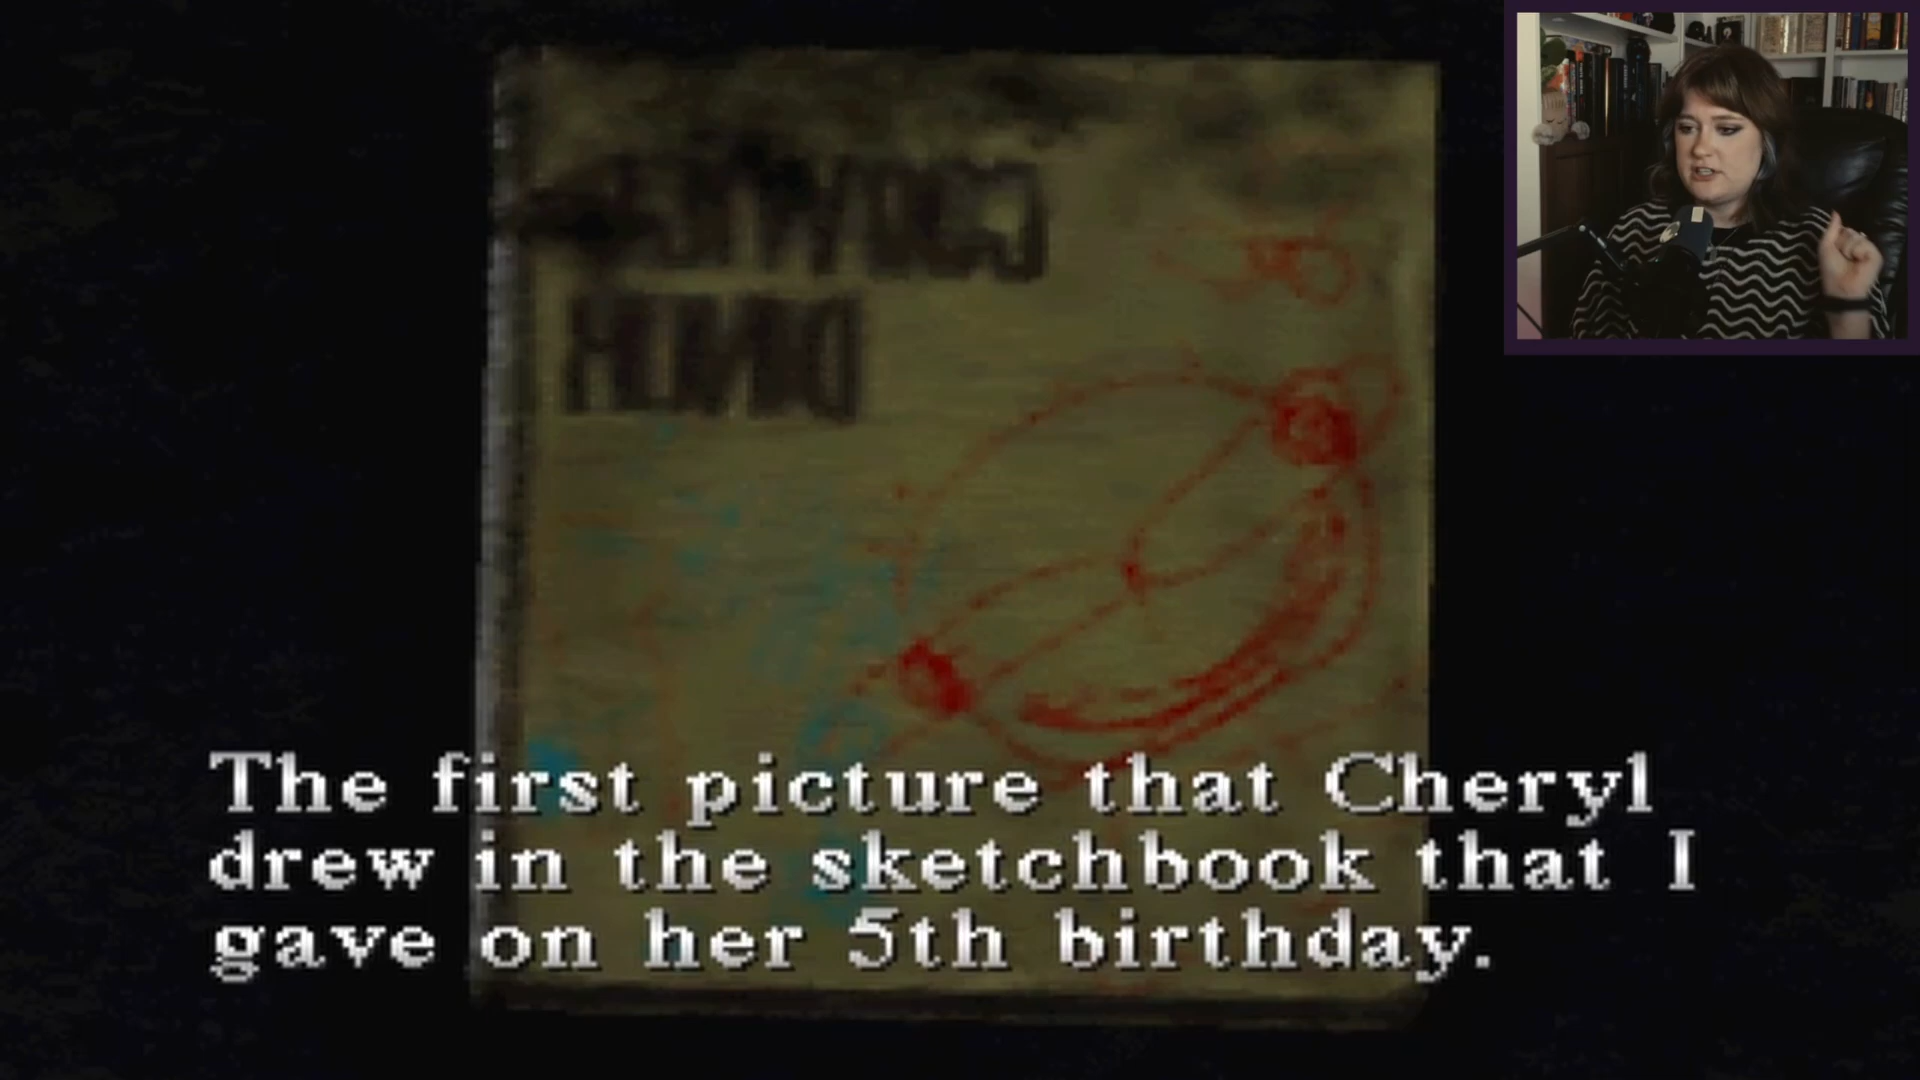 The first picture that Cheryl
drew in the sketchbook that I
gave on her 5th birthday.